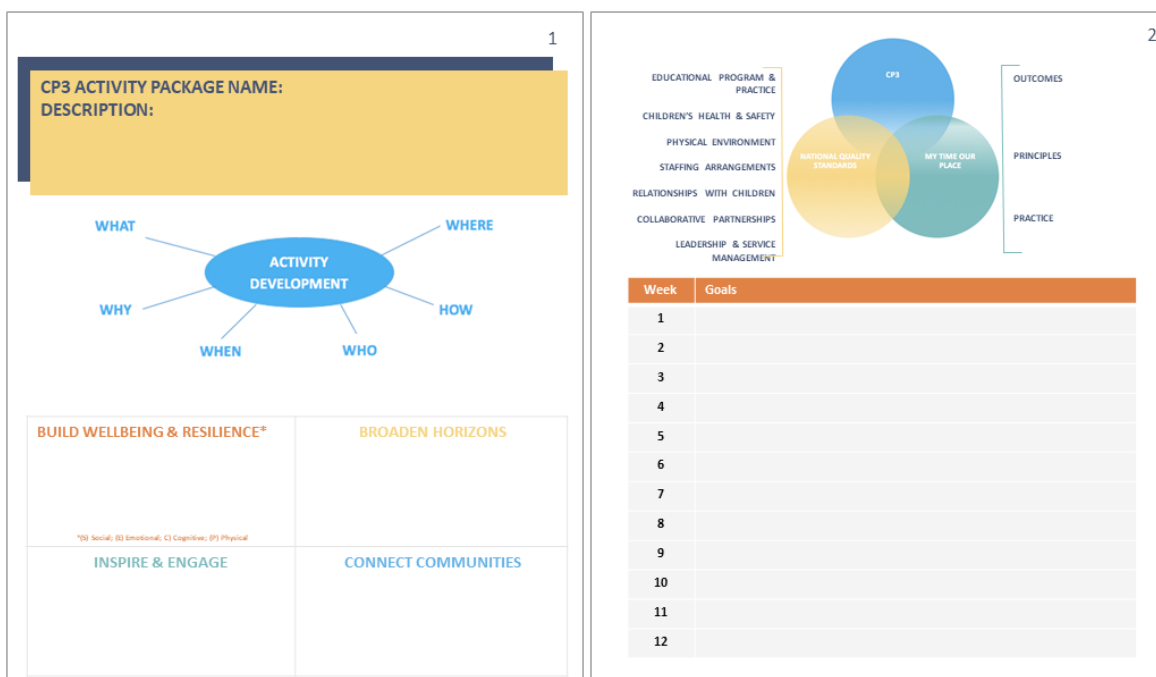 1
CP3 ACTIVITY PACKAGE NAME:
DESCRIPTION:
WHAT
WHERE
ACTIVITY
DEVELOPMENT
WHY
HOW
WHEN
WHO
BUILD WELLBEING & RESILIENCE*
*(S) Social; (E) Emotional; C) Cognitive; (P) Physical
BROADEN HORIZONS
INSPIRE & ENGAGE
CONNECT COMMUNITIES
2
EDUCATIONAL PROGRAM &
PRACTICE
CHILDREN'S HEALTH & SAFETY
PHYSICAL ENVIRONMENT
STAFFING ARRANGEMENTS
RELATIONSHIPS WITH CHILDREN
COLLABORATIVE PARTNERSHIPS
LEADERSHIP & SERVICE
MANAGEMENT
CP3
NATIONAL QUALITY
STANDARDS
MY TIME OUR
PLACE
OUTCOMES
PRINCIPLES
PRACTICE
Week Goals
1
2
3
4
5
6
7
8
9
10
11
12